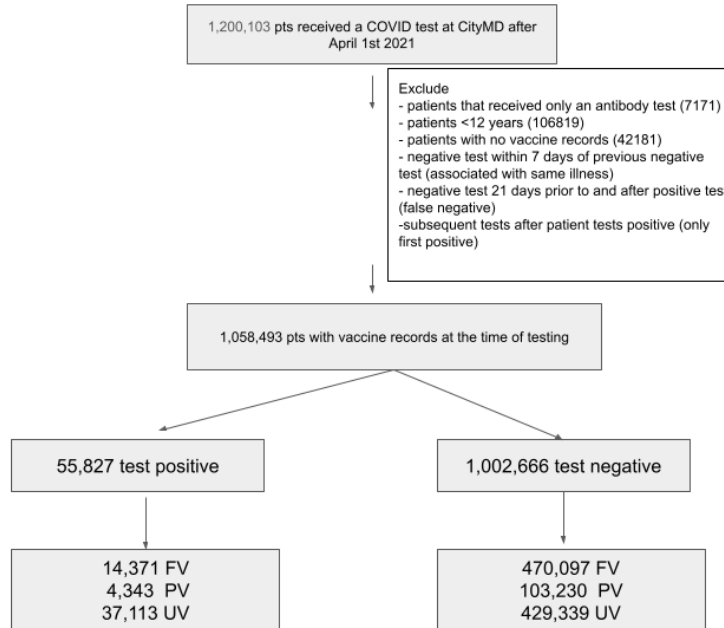 1,200,103 pts received a COVID test at CityMD after
April 1st 2021
Exclude
- patients that received only an antibody test (7171)
- patients <12 years (106819)
- patients with no vaccine records (42181)
- negative test within 7 days of previous negative
test (associated with same illness)
- negative test 21 days prior to and after positive tes
(false negative)
-subsequent tests after patient tests positive (only
first positive)
1,058,493 pts with vaccine records at the time of testing
55,827 test positive
1,002,666 test negative
14,371 FV
4,343 PV
37,113 UV
470,097 FV
103,230 PV
429,339 UV